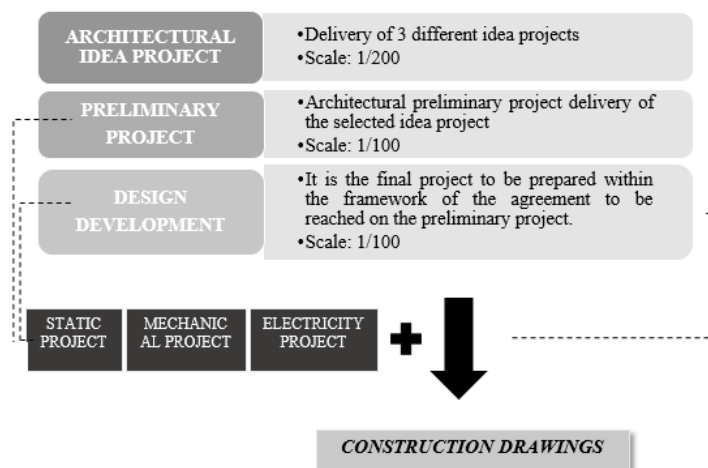 ARCHITECTURAL
IDEA PROJECT
•Delivery of 3 different idea projects
•Scale: 1/200
PRELIMINARY
PROJECT
•Architectural preliminary project delivery of
the selected idea project
•Scale: 1/100
DESIGN
DEVELOPMENT
•It is the final project to be prepared within
the framework of the agreement to be
reached on the preliminary project.
•Scale: 1/100
STATIC
PROJECT
MECHANIC
AL PROJECT
ELECTRICITY
PROJECT
CONSTRUCTION DRAWINGS